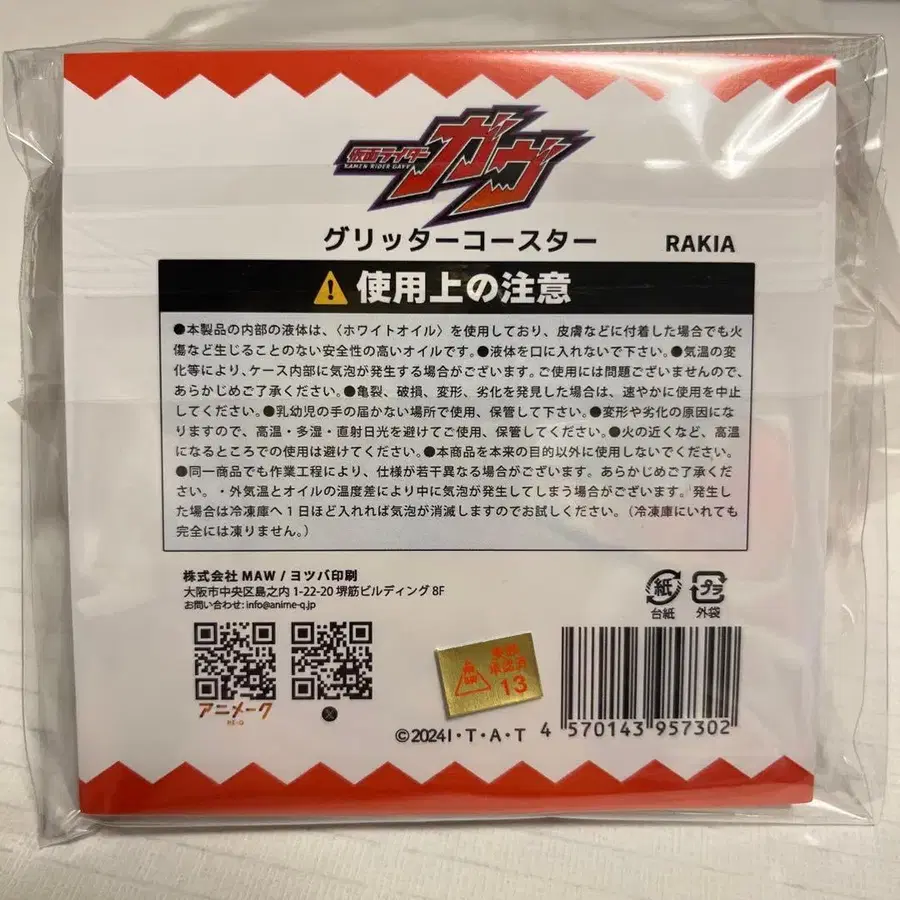 仮面ライダー
KAMEN RIDER GAVV
ガヴ
グリッターコースター RAKIA
使用上の注意
●本製品の内部の液体は、〈ホワイトオイル〉を使用しており、皮膚などに付着した場合でも火
傷など生じることのない安全性の高いオイルです。●液体を口に入れないで下さい。●気温の変
化等により、ケース内部に気泡が発生する場合がございます。ご使用には問題ございませんので、
あらかじめご了承ください。●亀裂、破損、変形、劣化を発見した場合は、速やかに使用を中止
してください。●乳幼児の手の届かない場所で使用、保管して下さい。●変形や劣化の原因にな
りますので、高温・多湿・直射日光を避けてご使用、保管してください。●火の近くなど、高温
になるところでの使用は避けてください。●本商品を本来の目的以外に使用しないでください。
●同一商品でも作業工程により、仕様が若干異なる場合がございます。あらかじめご了承くださ
い。・外気温とオイルの温度差により中に気泡が発生してしまう場合がございます。発生し
た場合は冷凍庫へ1日ほど入れれば気泡が消滅しますのでお試しください。（冷凍庫にいれても
完全には凍りません。）
株式会社 MAW / ヨツバ印刷
大阪市中央区島之内 1-22-20 堺筋ビルディング 8F
お問い合わせ: info@anime-q.jp
紙 プラ
台紙 外袋
アニメーク
X
13
©2024 I・T・A・T 4 570143 957302